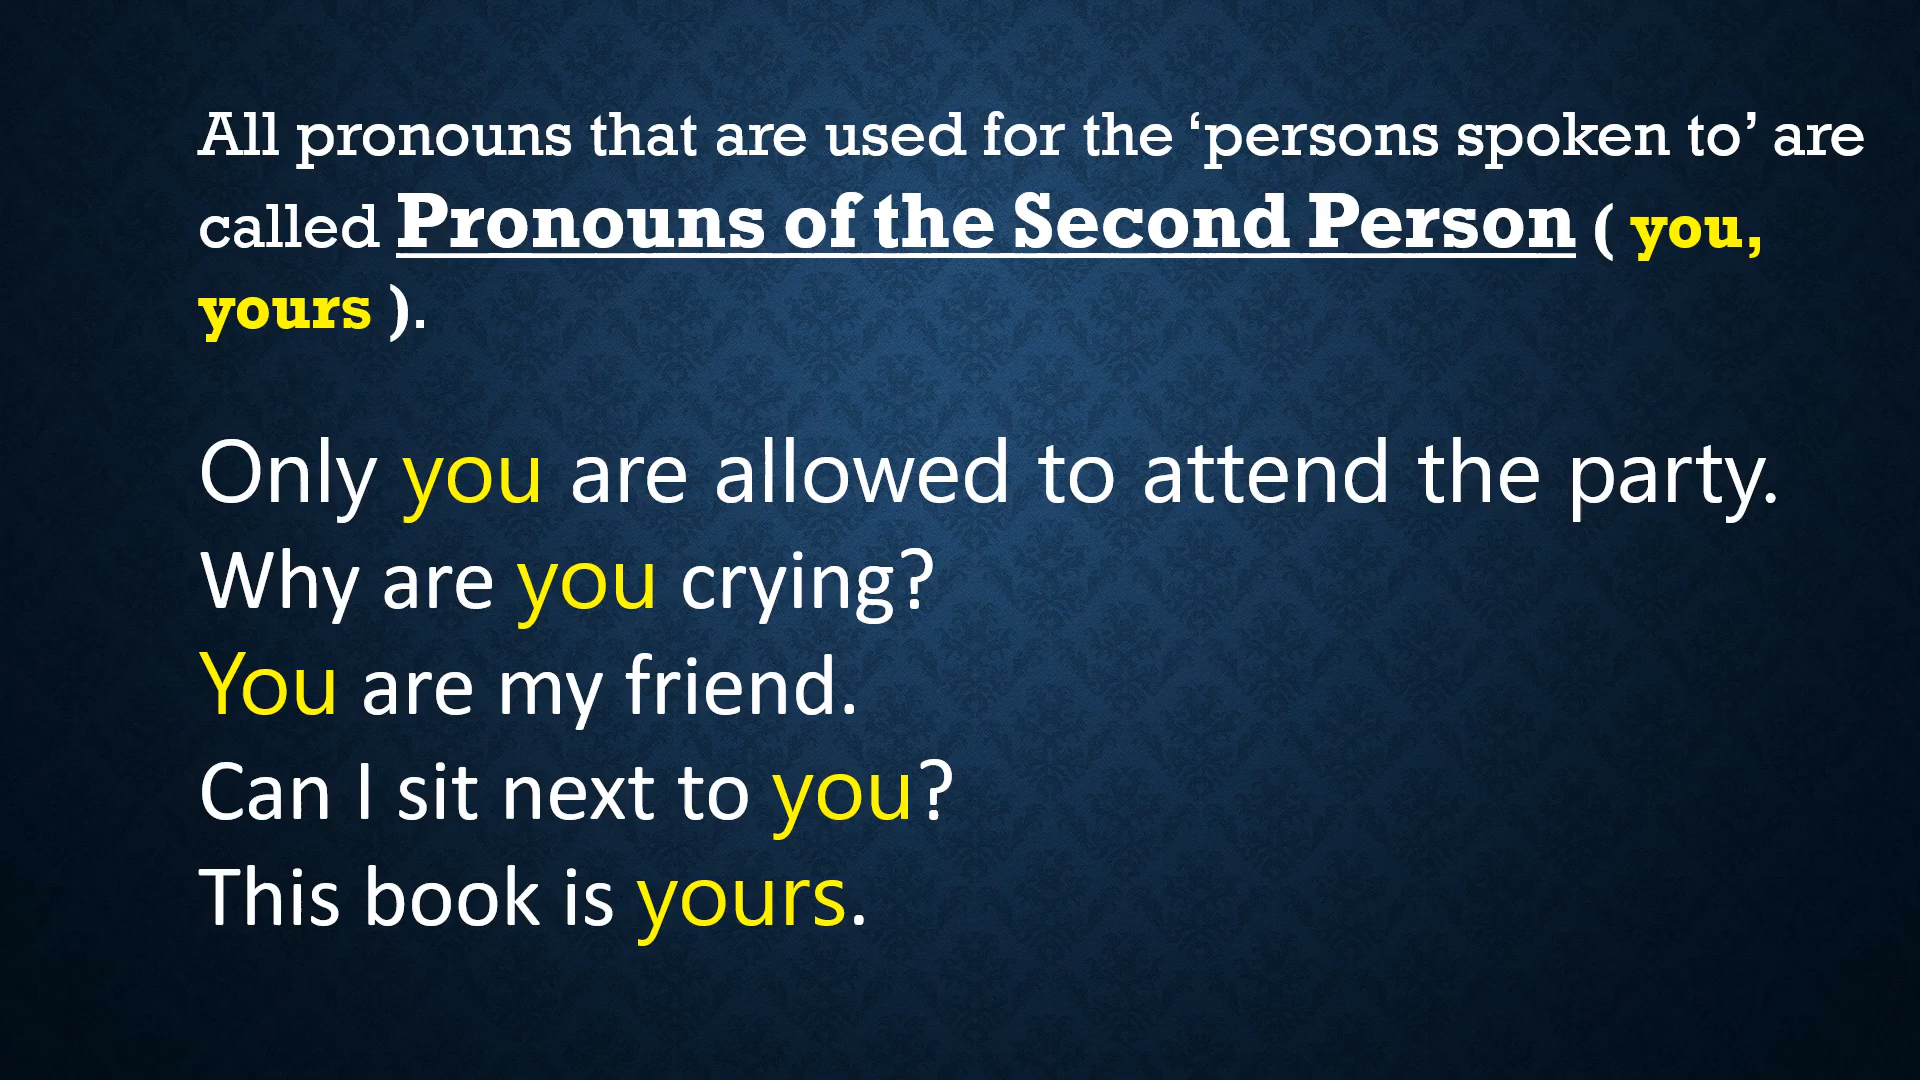 All pronouns that are used for the ‘persons spoken to’ are
called Pronouns of the Second Person ( you,
yours ).
Only you are allowed to attend the party.
Why are you crying?
You are my friend.
Can I sit next to you?
This book is yours.